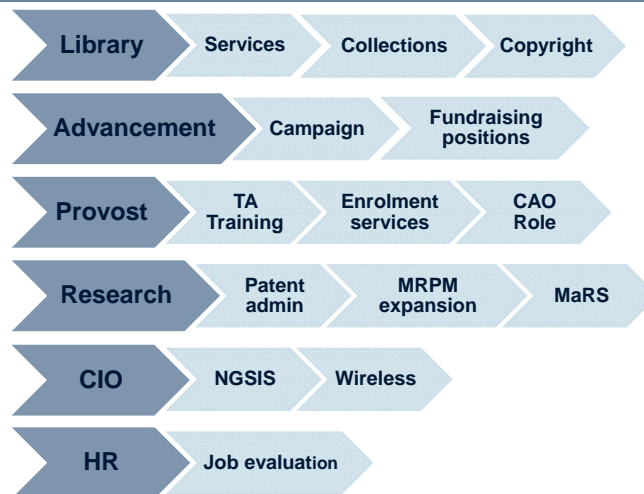 Library Services Collections Copyright
Advancement Campaign Fundraising positions
Provost TA Training Enrolment services CAO Role
Research Patent admin MRPM expansion MaRS
CIO NGSIS Wireless
HR Job evaluation